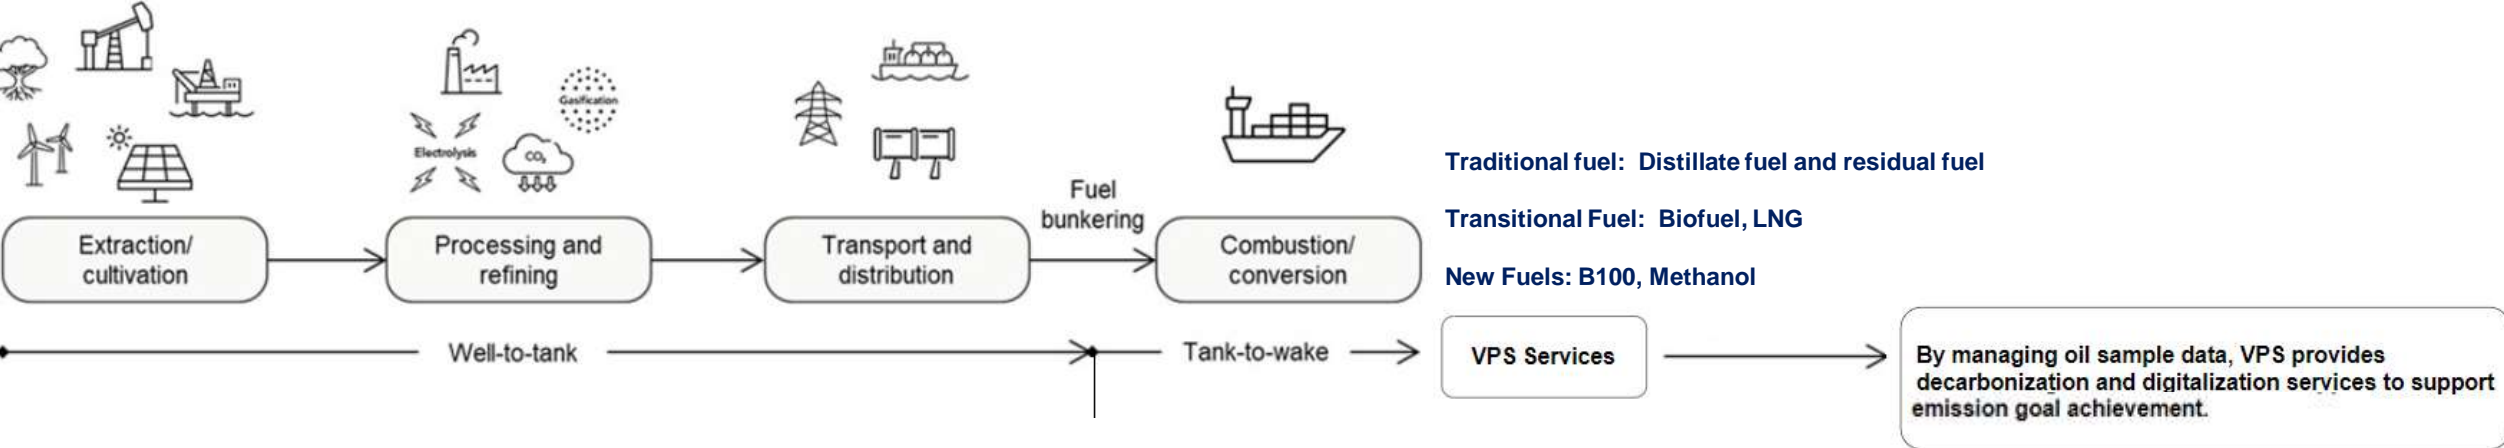 Gasification
Electrolysis
CO₂
Fuel
bunkering
Extraction/
cultivation
Processing and
refining
Transport and
distribution
Combustion/
conversion
Traditional fuel: Distillate fuel and residual fuel
Transitional Fuel: Biofuel, LNG
New Fuels: B100, Methanol
Well-to-tank
Tank-to-wake
VPS Services
By managing oil sample data, VPS provides
decarbonization and digitalization services to support
emission goal achievement.